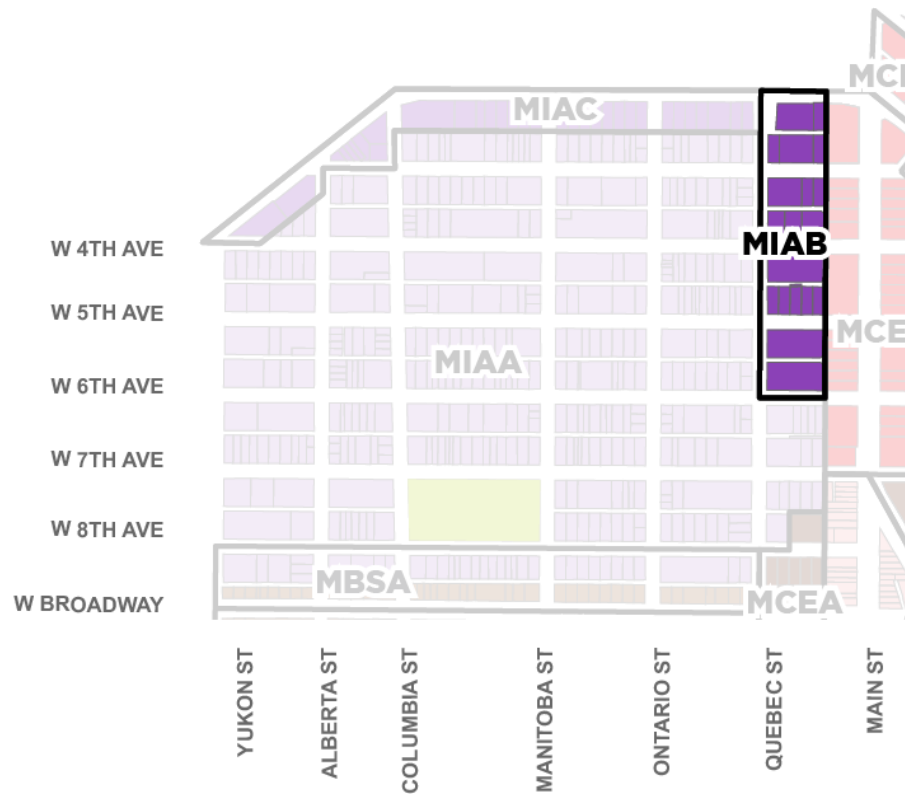 MCE
MIAC
W 4TH AVE
MIAB
W 5TH AVE
MCE
MIAA
W 6TH AVE
W 7TH AVE
W 8TH AVE
MBSA
W BROADWAY
MCEA
YUKON ST
ALBERTA ST
COLUMBIA ST
MANITOBA ST
ONTARIO ST
QUEBEC ST
MAIN ST